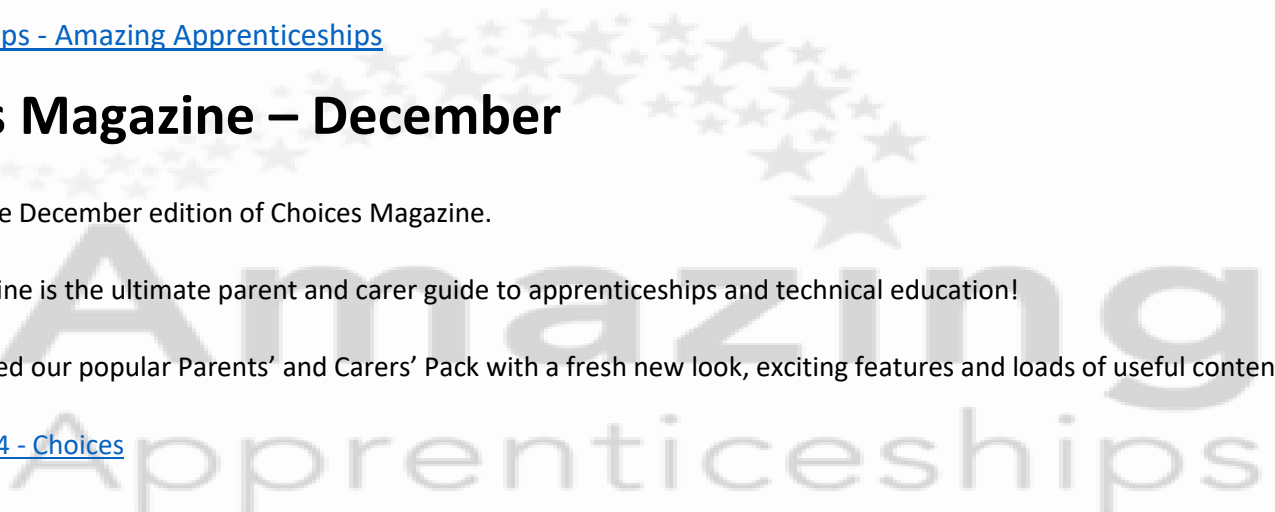 ps - Amazing Apprenticeships
s Magazine – December
e December edition of Choices Magazine.
ine is the ultimate parent and carer guide to apprenticeships and technical education!
ed our popular Parents’ and Carers’ Pack with a fresh new look, exciting features and loads of useful conten
4 - Choices
Amazing
Apprenticeships